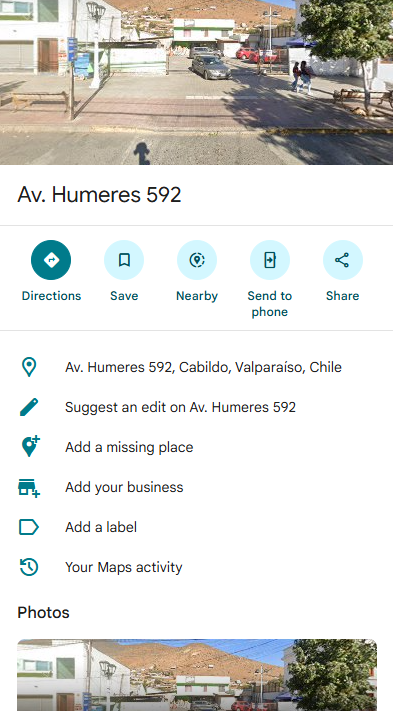 Av. Humeres 592
Directions
Save
Nearby
Send to
phone
Share
Av. Humeres 592, Cabildo, Valparaíso, Chile
Suggest an edit on Av. Humeres 592
Add a missing place
Add your business
Add a label
Your Maps activity
Photos